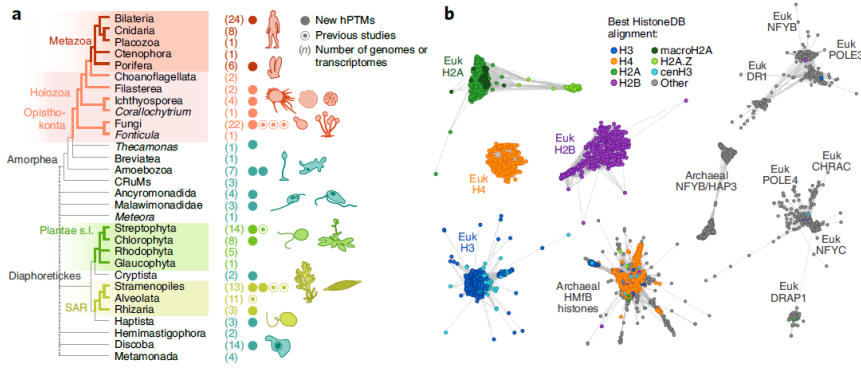 a
Metazoa
Holozoa
Opistho-
konta
Amorphea
Plantae s.l.
Diaphoretickes
SAR
Bilateria (24)
Cnidaria (8)
Placozoa (1)
Ctenophora (1)
Porifera (6)
Choanoflagellata (2)
Filasterea (2)
Ichthyosporea (4)
Corallochytrium (1)
Fungi (22)
Fonticula (1)
Thecamonas (1)
Breviatea (1)
Amoebozoa (7)
CRuMs (3)
Ancyromonadida (4)
Malawimonadidae (3)
Meteora (1)
Streptophyta (14)
Chlorophyta (8)
Rhodophyta (5)
Glaucophyta (1)
Cryptista (2)
Stramenopiles (13)
Alveolata (11)
Rhizaria (3)
Haptista (3)
Hemimastigophora (2)
Discoba (14)
Metamonada (4)
New hPTMs
Previous studies
(n) Number of genomes or
transcriptomes
b
Best HistoneDB
alignment:
H3
H4
H2A
H2B
macroH2A
H2A.Z
cenH3
Other
Euk
H2A
Euk
H4
Euk
H2B
Euk
H3
Archaeal
HMfB
histones
Euk
NFYB
Euk
POLE3
Euk
DR1
Archaeal
NFYB/HAP3
Euk
CHRAC
Euk
POLE4
Euk
NFYC
Euk
DRAP1